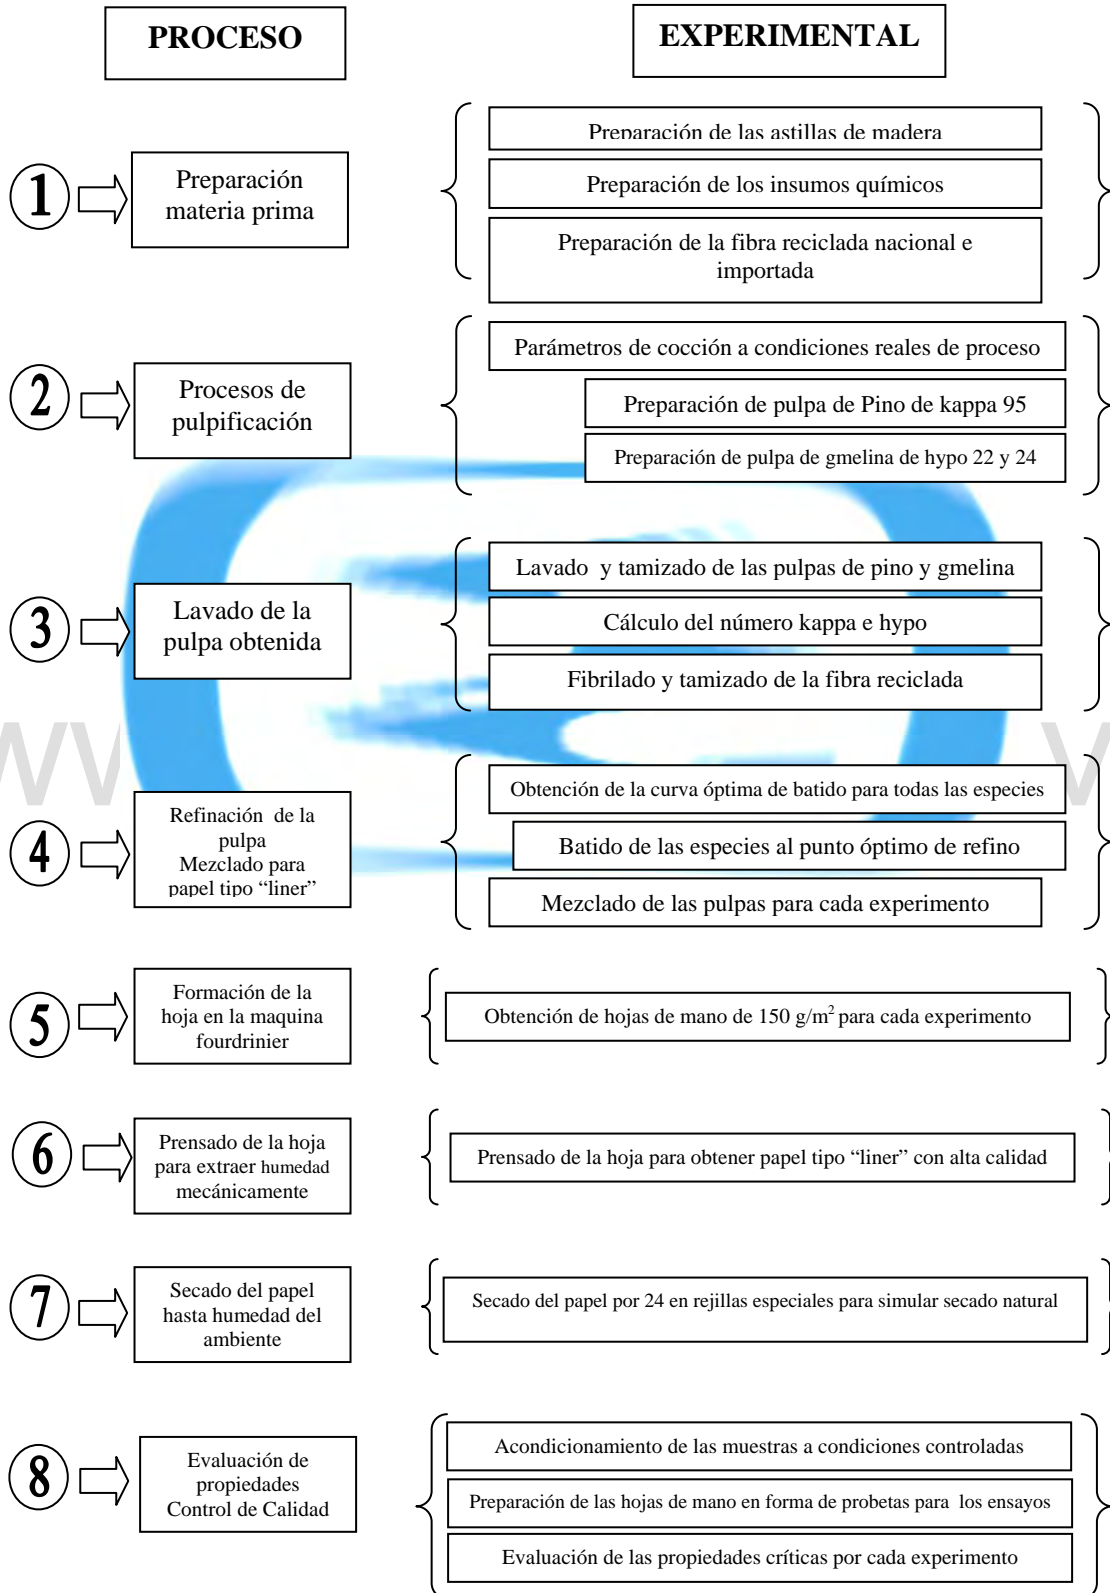 PROCESO
EXPERIMENTAL
1
Preparación
materia prima
Preparación de las astillas de madera
Preparación de los insumos químicos
Preparación de la fibra reciclada nacional e
importada
2
Procesos de
pulpificación
Parámetros de cocción a condiciones reales de proceso
Preparación de pulpa de Pino de kappa 95
Preparación de pulpa de gmelina de hypo 22 y 24
3
Lavado de la
pulpa obtenida
Lavado y tamizado de las pulpas de pino y gmelina
Cálculo del número kappa e hypo
Fibrilado y tamizado de la fibra reciclada
4
Refinación de la
pulpa
Mezclado para
papel tipo “liner”
Obtención de la curva óptima de batido para todas las especies
Batido de las especies al punto óptimo de refino
Mezclado de las pulpas para cada experimento
5
Formación de la
hoja en la maquina
fourdrinier
Obtención de hojas de mano de 150 g/m² para cada experimento
6
Prensado de la hoja
para extraer humedad
mecánicamente
Prensado de la hoja para obtener papel tipo “liner” con alta calidad
7
Secado del papel
hasta humedad del
ambiente
Secado del papel por 24 en rejillas especiales para simular secado natural
8
Evaluación de
propiedades
Control de Calidad
Acondicionamiento de las muestras a condiciones controladas
Preparación de las hojas de mano en forma de probetas para los ensayos
Evaluación de las propiedades críticas por cada experimento